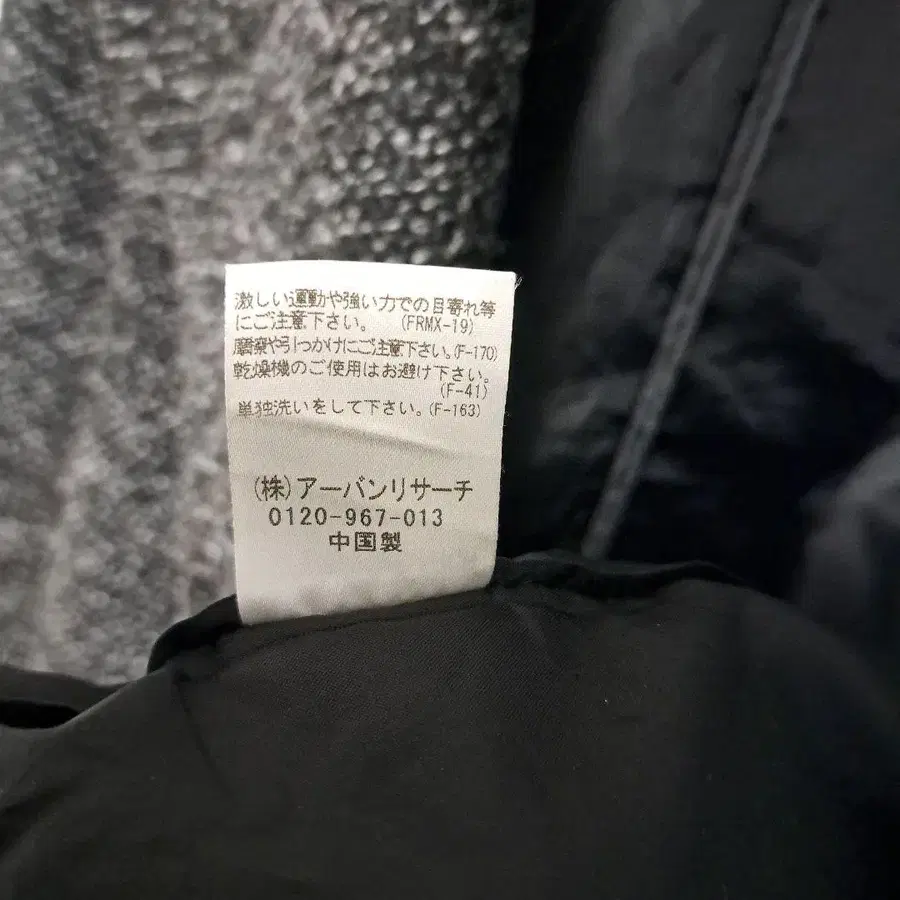 激しい運動や強い力での目寄れ等
にご注意下さい。 (FRMX-19)
摩擦や引っかけにご注意下さい。(F-170)
乾燥機のご使用はお避け下さい。
(F-41)
単独洗いをして下さい。(F-163)
(株)アーバンリサーチ
0120-967-013
中国製